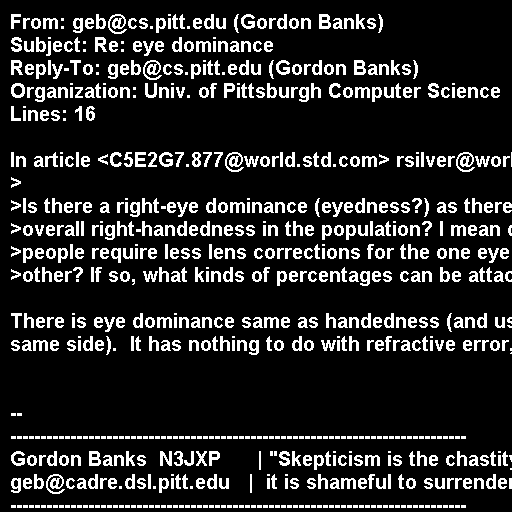 From: geb@cs.pitt.edu (Gordon Banks)
Subject: Re: eye dominance
Reply-To: geb@cs.pitt.edu (Gordon Banks)
Organization: Univ. of Pittsburgh Computer Science
Lines: 16

In article <C5E2G7.877@world.std.com> rsilver@worl
>
>Is there a right-eye dominance (eyedness?) as there
>overall right-handedness in the population? I mean
>people require less lens corrections for the one eye
>other? If so, what kinds of percentages can be attac

There is eye dominance same as handedness (and us
same side).  It has nothing to do with refractive error,

--
----------------------------------------------------------------------------
Gordon Banks  N3JXP      | "Skepticism is the chastity
geb@cadre.dsl.pitt.edu   |  it is shameful to surrender
----------------------------------------------------------------------------